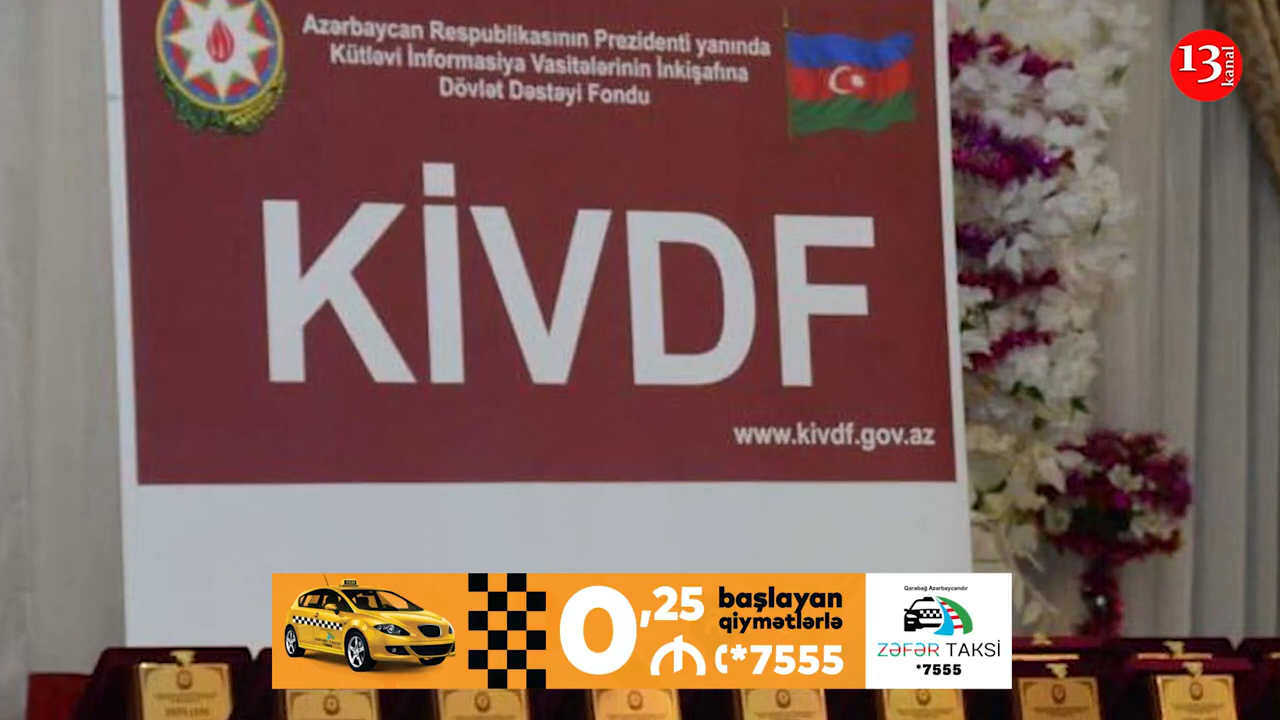 Azərbaycan Respublikasının Prezidenti yanında
Kütləvi İnformasiya Vasitələrinin İnkişafına
Dövlət Dəstəyi Fondu
13
kanal
KİVDF
www.kivdf.gov.az
0,25 ₼
başlayan
qiymətlərlə
*7555
Qarabağ Azərbaycandır
ZƏFƏR TAKSİ
*7555